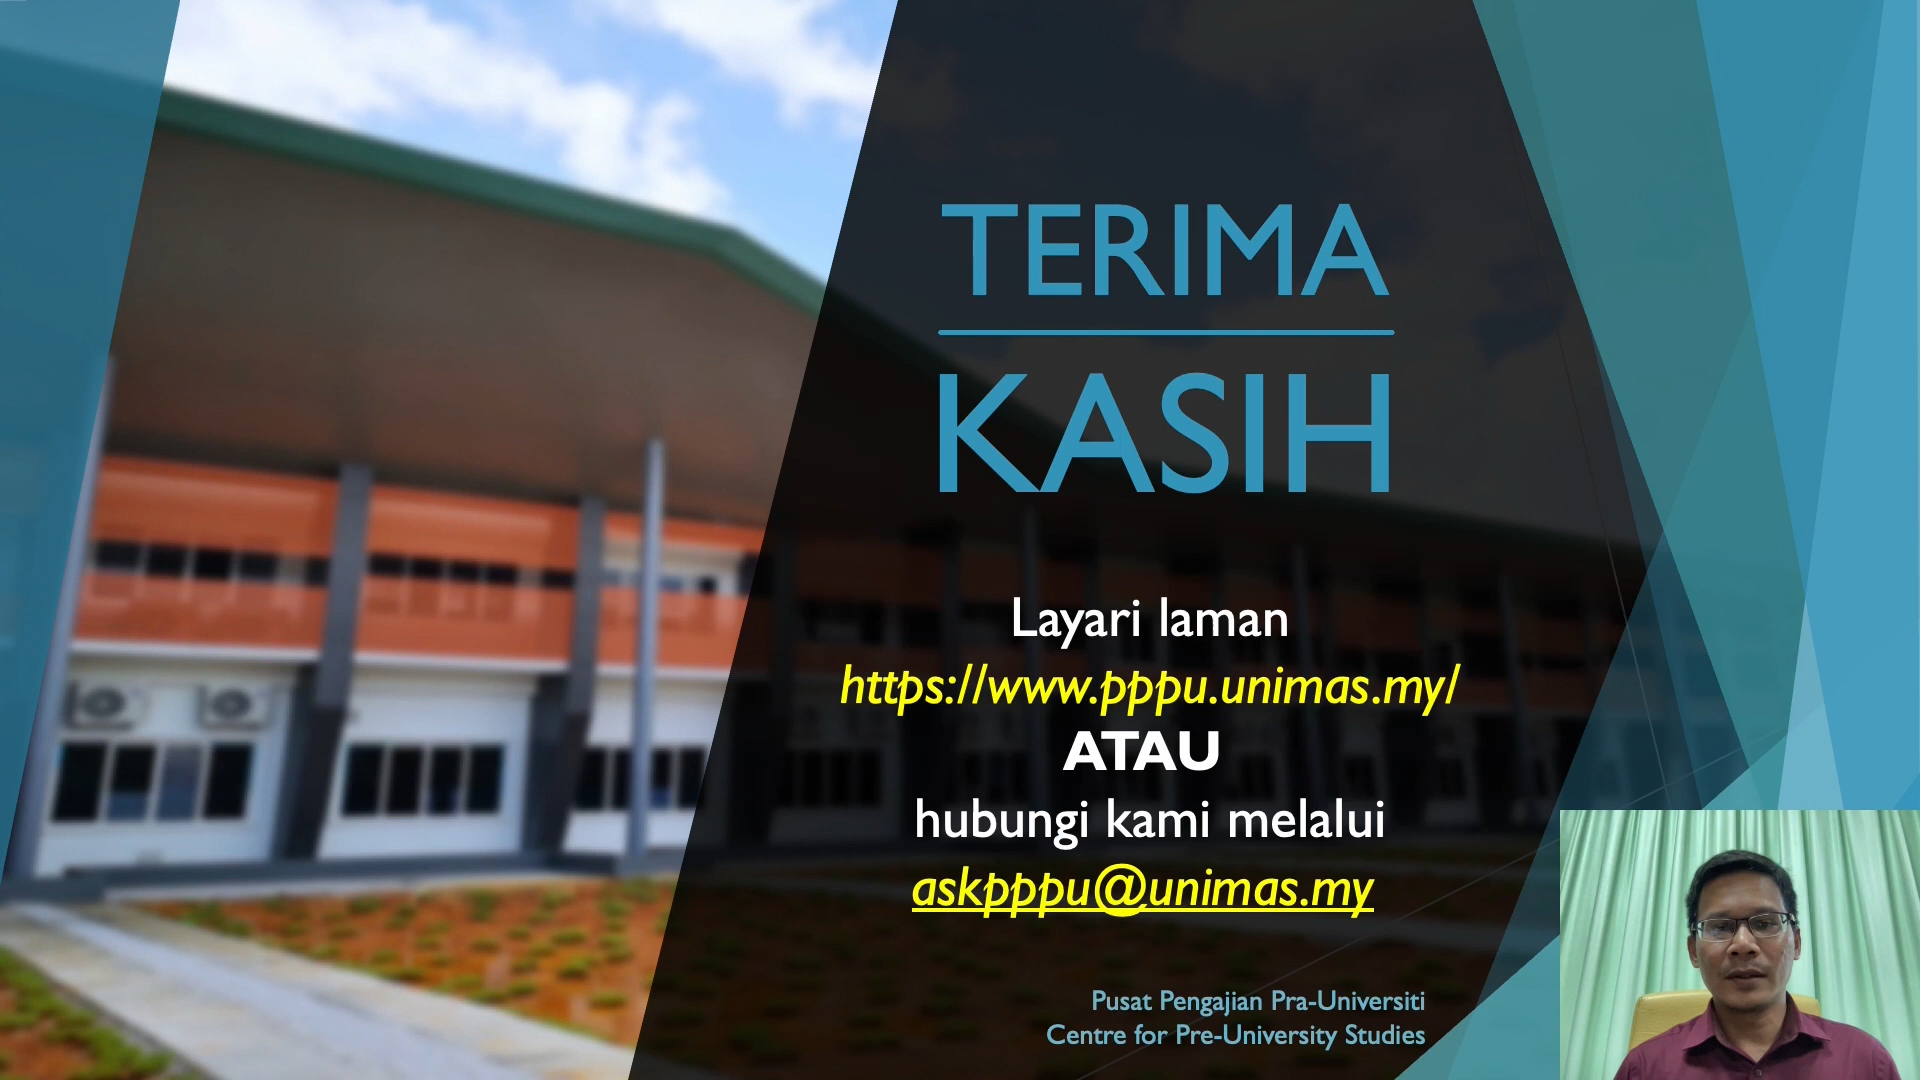 TERIMA
KASIH
Layari laman
https://www.pppu.unimas.my/
ATAU
hubungi kami melalui
askpppu@unimas.my
Pusat Pengajian Pra-Universiti
Centre for Pre-University Studies